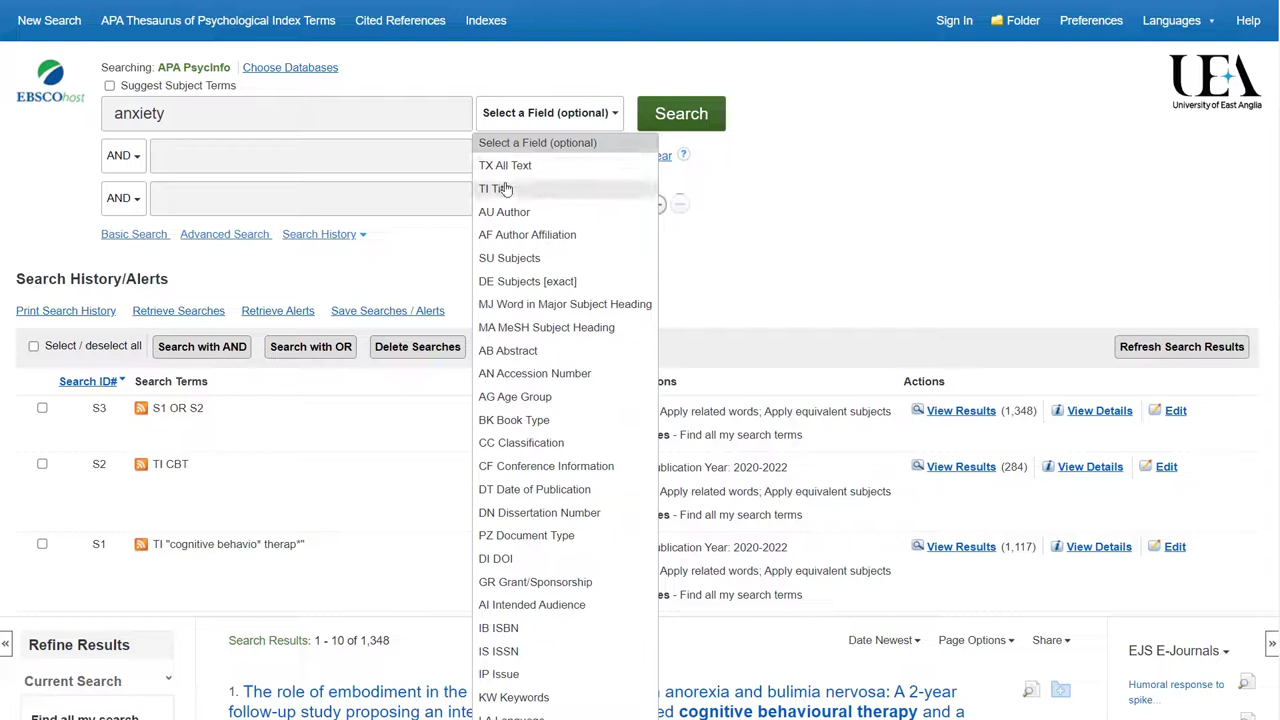 New Search APA Thesaurus of Psychological Index Terms Cited References Indexes Sign In Folder Preferences Languages Help
Searching: APA PsycInfo Choose Databases
Suggest Subject Terms
EBSCOhost
UEA
University of East Anglia
anxiety Select a Field (optional) Search
Select a Field (optional)
AND
TX All Text
TI
AND
AU Author
Basic Search Advanced Search Search History
AF Author Affiliation
SU Subjects
Search History/Alerts
DE Subjects [exact]
Print Search History Retrieve Searches Retrieve Alerts Save Searches / Alerts
MJ Word in Major Subject Heading
MA MeSH Subject Heading
Select / deselect all Search with AND Search with OR Delete Searches Refresh Search Results
AB Abstract
AN Accession Number
Search ID# Search Terms Actions
AG Age Group
S3 S1 OR S2 Apply related words; Apply equivalent subjects View Results (1,348) View Details Edit
BK Book Type
- Find all my search terms
CC Classification
S2 TI CBT Publication Year: 2020-2022 View Results (284) View Details Edit
CF Conference Information
DT Date of Publication
Apply related words; Apply equivalent subjects
DN Dissertation Number
- Find all my search terms
PZ Document Type
S1 TI "cognitive behavio* therap*" Publication Year: 2020-2022 View Results (1,117) View Details Edit
DI DOI
Apply related words; Apply equivalent subjects
GR Grant/Sponsorship
- Find all my search terms
AI Intended Audience
IB ISBN
Refine Results Search Results: 1 - 10 of 1,348 Date Newest Page Options Share
IS ISSN
EJS E-Journals
IP Issue
Current Search
Humoral response to
spike...
KW Keywords
1. The role of embodiment in the anorexia and bulimia nervosa: A 2-year
follow-up study proposing an cognitive behavioural therapy and a
Find all my search
LA Language